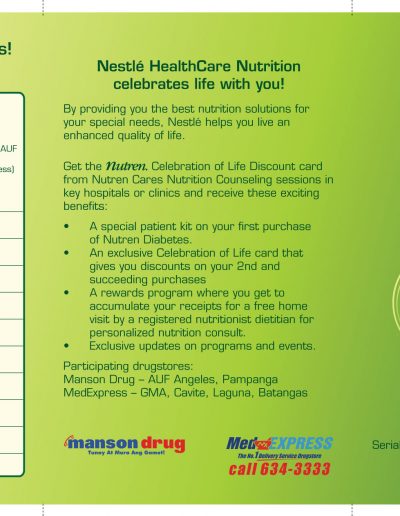 s!
AUF
ess)
Nestlé HealthCare Nutrition
celebrates life with you!
By providing you the best nutrition solutions for
your special needs, Nestlé helps you live an
enhanced quality of life.
Get the Nutren. Celebration of Life Discount card
from Nutren Cares Nutrition Counseling sessions in
key hospitals or clinics and receive these exciting
benefits:
• A special patient kit on your first purchase
of Nutren Diabetes.
• An exclusive Celebration of Life card that
gives you discounts on your 2nd and
succeeding purchases
• A rewards program where you get to
accumulate your receipts for a free home
visit by a registered nutritionist dietitian for
personalized nutrition consult.
• Exclusive updates on programs and events.
Participating drugstores:
Manson Drug – AUF Angeles, Pampanga
MedExpress – GMA, Cavite, Laguna, Batangas
manson drug
Tunay At Mura Ang Gamot!
Med EXPRESS
The No.1 Delivery Service Drugstore
call 634-3333
Serial